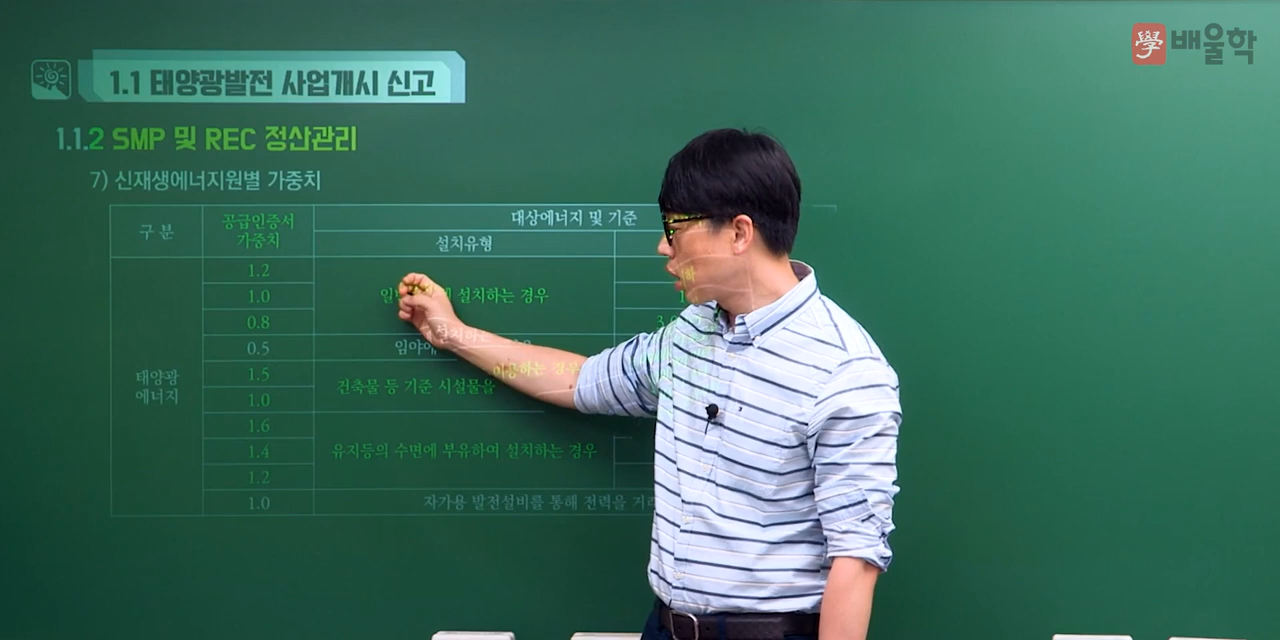 學 배울학
1.1 태양광발전 사업개시 신고
1.1.2 SMP 및 REC 정산관리
7) 신재생에너지원별 가중치
구 분
공급인증서
가중치
대상에너지 및 기준
설치유형
태양광
에너지
1.2
1.0
0.8
설치하는 경우
0.5
1.5
건축물 등 기존 시설물을 이용하는 경우
1.0
1.6
1.4
유지등의 수면에 부유하여 설치하는 경우
1.2
1.0
자가용 발전설비를 통해 전력을